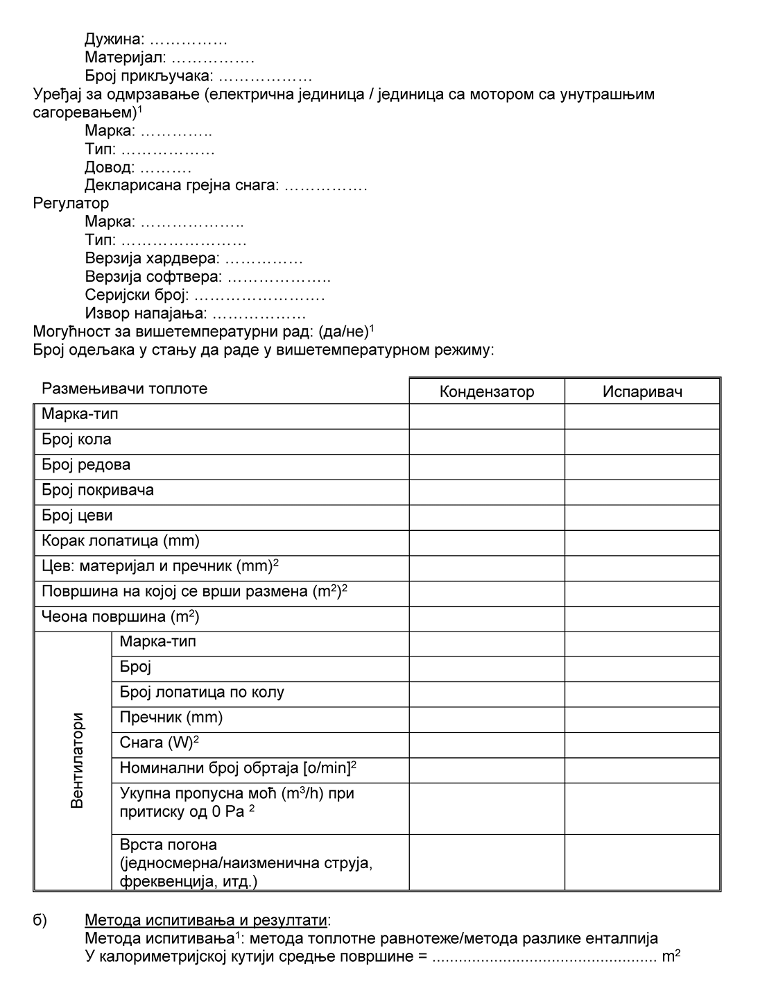 Дужина: ……………
Материјал: …………….
Број прикључака: ………………
Уређај за одмрзавање (електрична јединица / јединица са мотором са унутрашњим
сагоревањем)¹
Марка: …………..
Тип: ………………
Довод: ……….
Декларисана грејна снага: …………….
Регулатор
Марка: ………………..
Тип: ……………………
Верзија хардвера: ……………
Верзија софтвера: ………………..
Серијски број: …………………….
Извор напајања: ………………
Могућност за вишетемпературни рад: (да/не)¹
Број одељака у стању да раде у вишетемпературном режиму:
Размењивачи топлоте Кондензатор Испаривач
Марка-тип
Број кола
Број редова
Број покривача
Број цеви
Корак лопатица (mm)
Цев: материјал и пречник (mm)²
Површина на којој се врши размена (m²)²
Чеона површина (m²)
Вентилатори
Марка-тип
Број
Број лопатица по колу
Пречник (mm)
Снага (W)²
Номинални број обртаја [o/min]²
Укупна пропусна моћ (m³/h) при
притиску од 0 Pa ²
Врста погона
(једносмерна/наизменична струја,
фреквенција, итд.)
б) Метода испитивања и резултати:
Метода испитивања¹: метода топлотне равнотеже/метода разлике енталпија
У калориметријској кутији средње површине = ................................................... m²